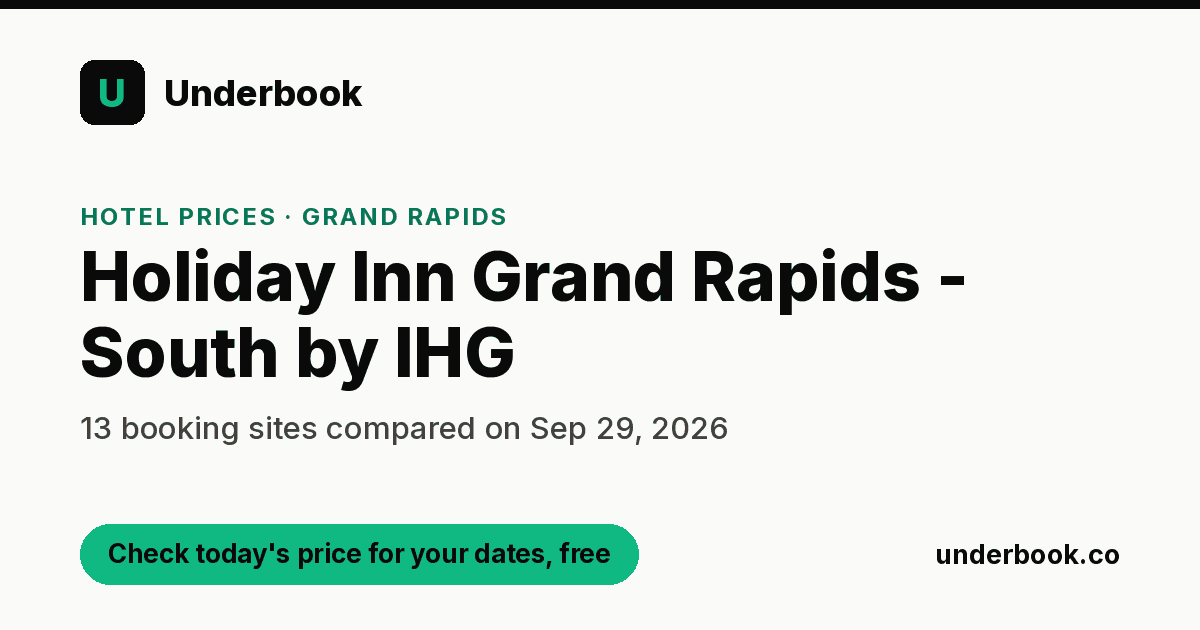 U Underbook
HOTEL PRICES · GRAND RAPIDS
Holiday Inn Grand Rapids -
South by IHG
13 booking sites compared on Sep 29, 2026
Check today's price for your dates, free
underbook.co